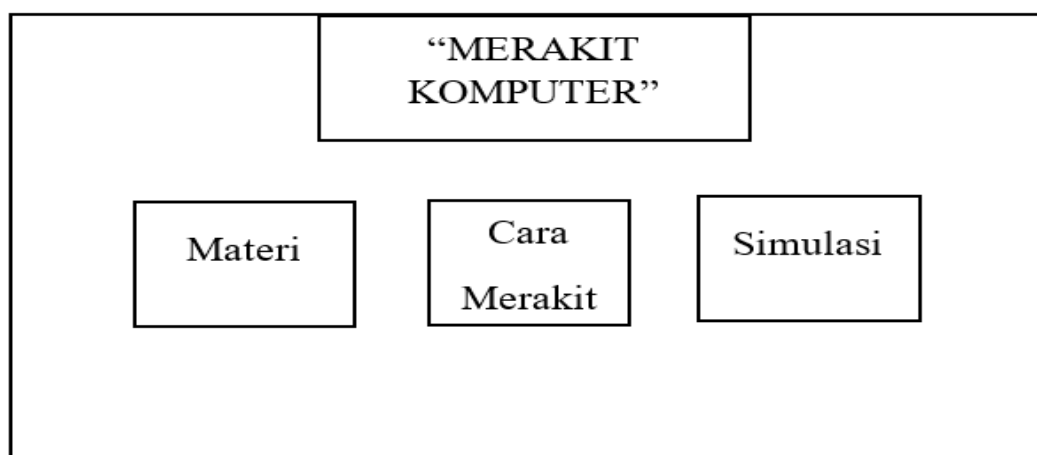 “MERAKIT
KOMPUTER”
Materi
Cara
Merakit
Simulasi